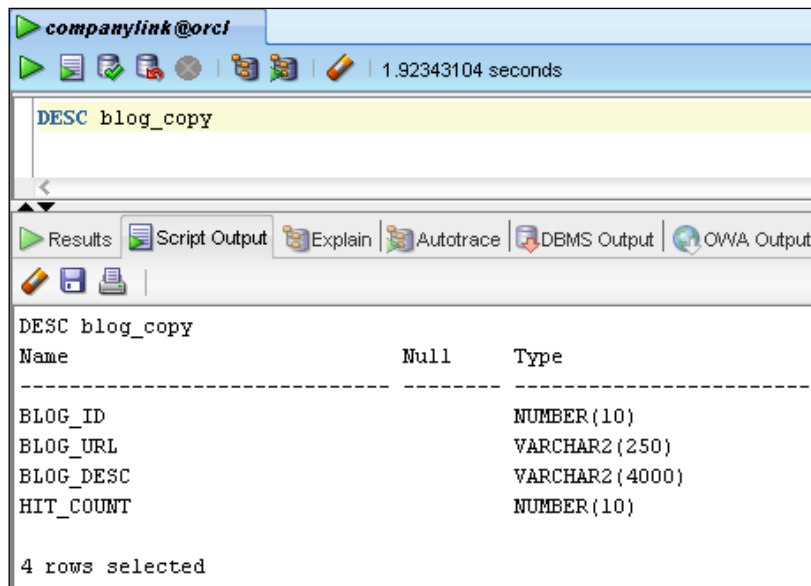 companylink@orcl
1.92343104 seconds
DESC blog_copy
Results Script Output Explain Autotrace DBMS Output OWA Output
DESC blog_copy
Name Null Type
------------------------------ -------- ------------------------
BLOG_ID NUMBER(10)
BLOG_URL VARCHAR2(250)
BLOG_DESC VARCHAR2(4000)
HIT_COUNT NUMBER(10)
4 rows selected